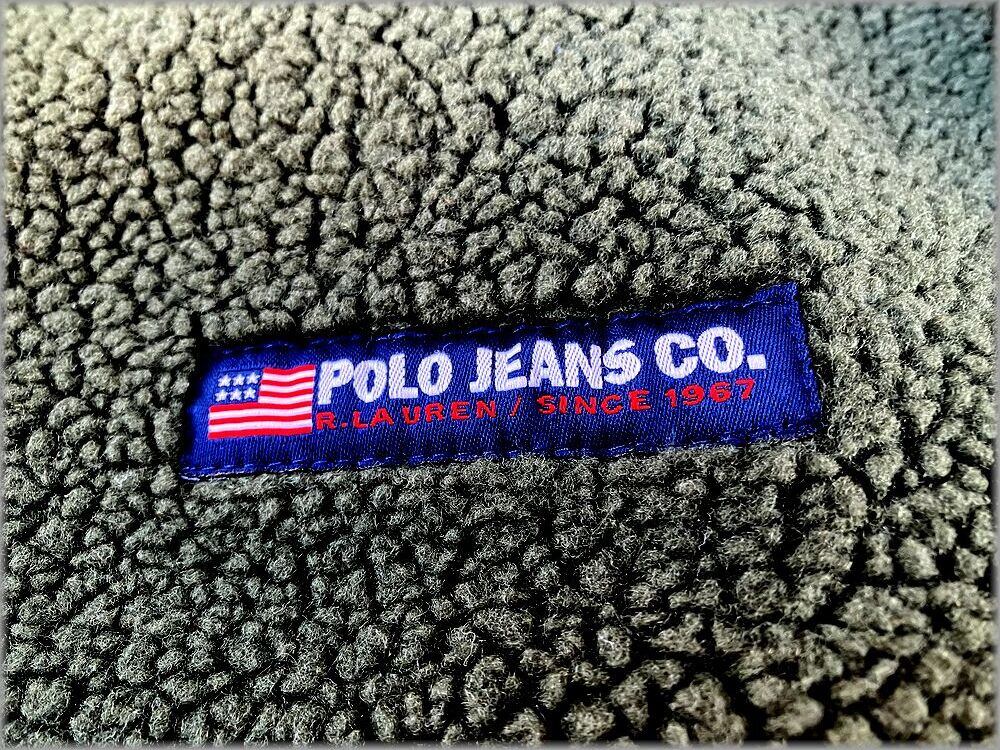 POLO JEANS CO.
R.LAUREN / SINCE 1967